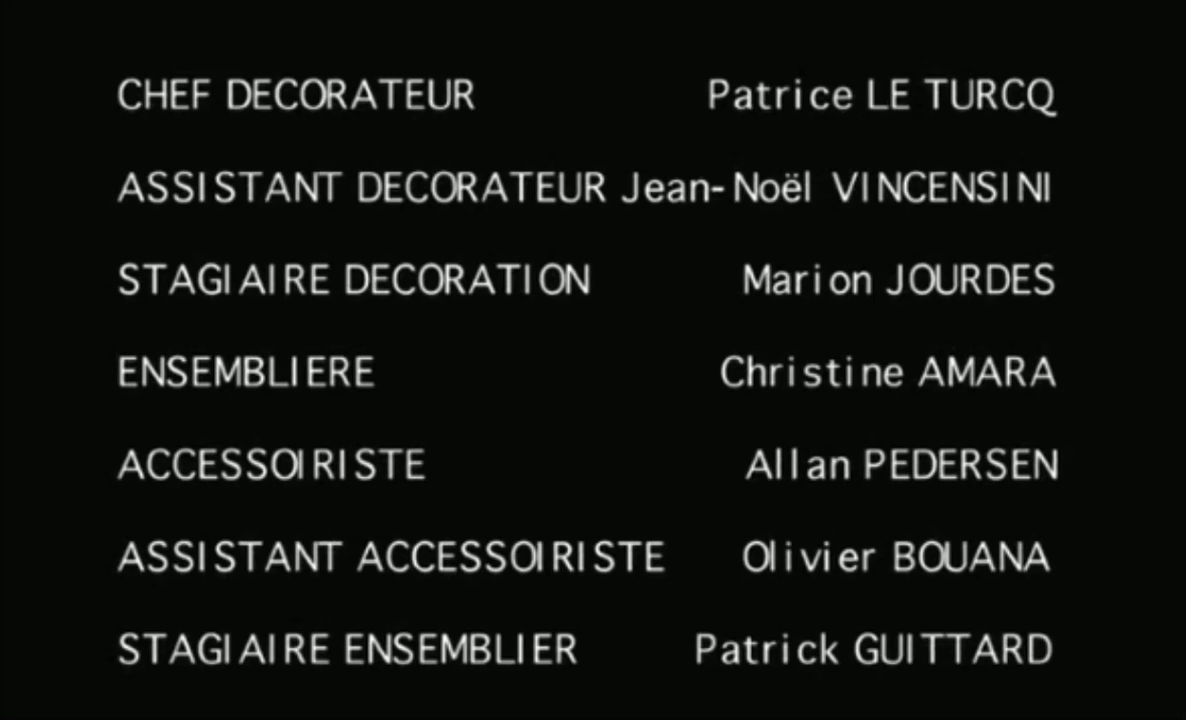 CHEF DECORATEUR Patrice LE TURCQ
ASSISTANT DECORATEUR Jean-Noël VINCENSINI
STAGIAIRE DECORATION Marion JOURDES
ENSEMBLIERE Christine AMARA
ACCESSOIRISTE Allan PEDERSEN
ASSISTANT ACCESSOIRISTE Olivier BOUANA
STAGIAIRE ENSEMBLIER Patrick GUITTARD